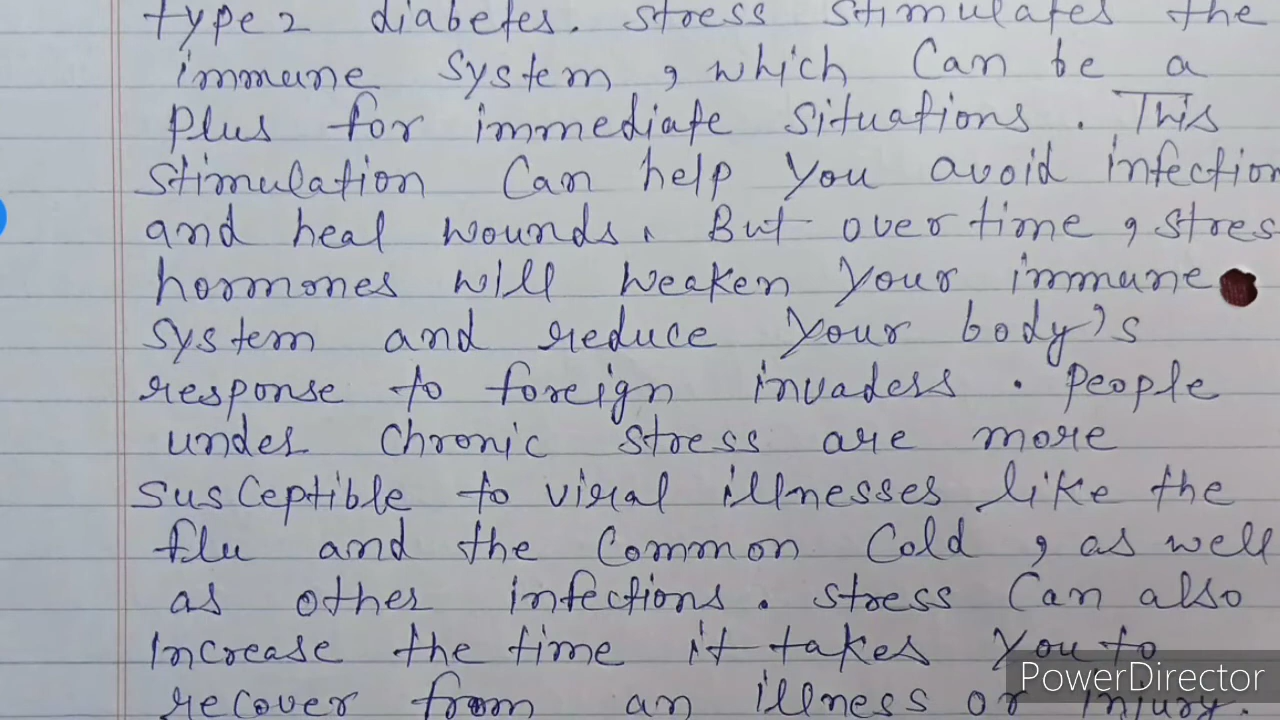 type 2 diabetes. Stress stimulates the
immune system, which can be a
plus for immediate situations. This
stimulation can help you avoid infection
and heal wounds. But over time, stres
hormones will weaken your immune
system and reduce your body's
response to foreign invaders. People
under chronic stress are more
susceptible to viral illnesses like the
flu and the common cold, as well
as other infections. Stress can also
increase the time it takes you to
recover from an illness or injury.
PowerDirector